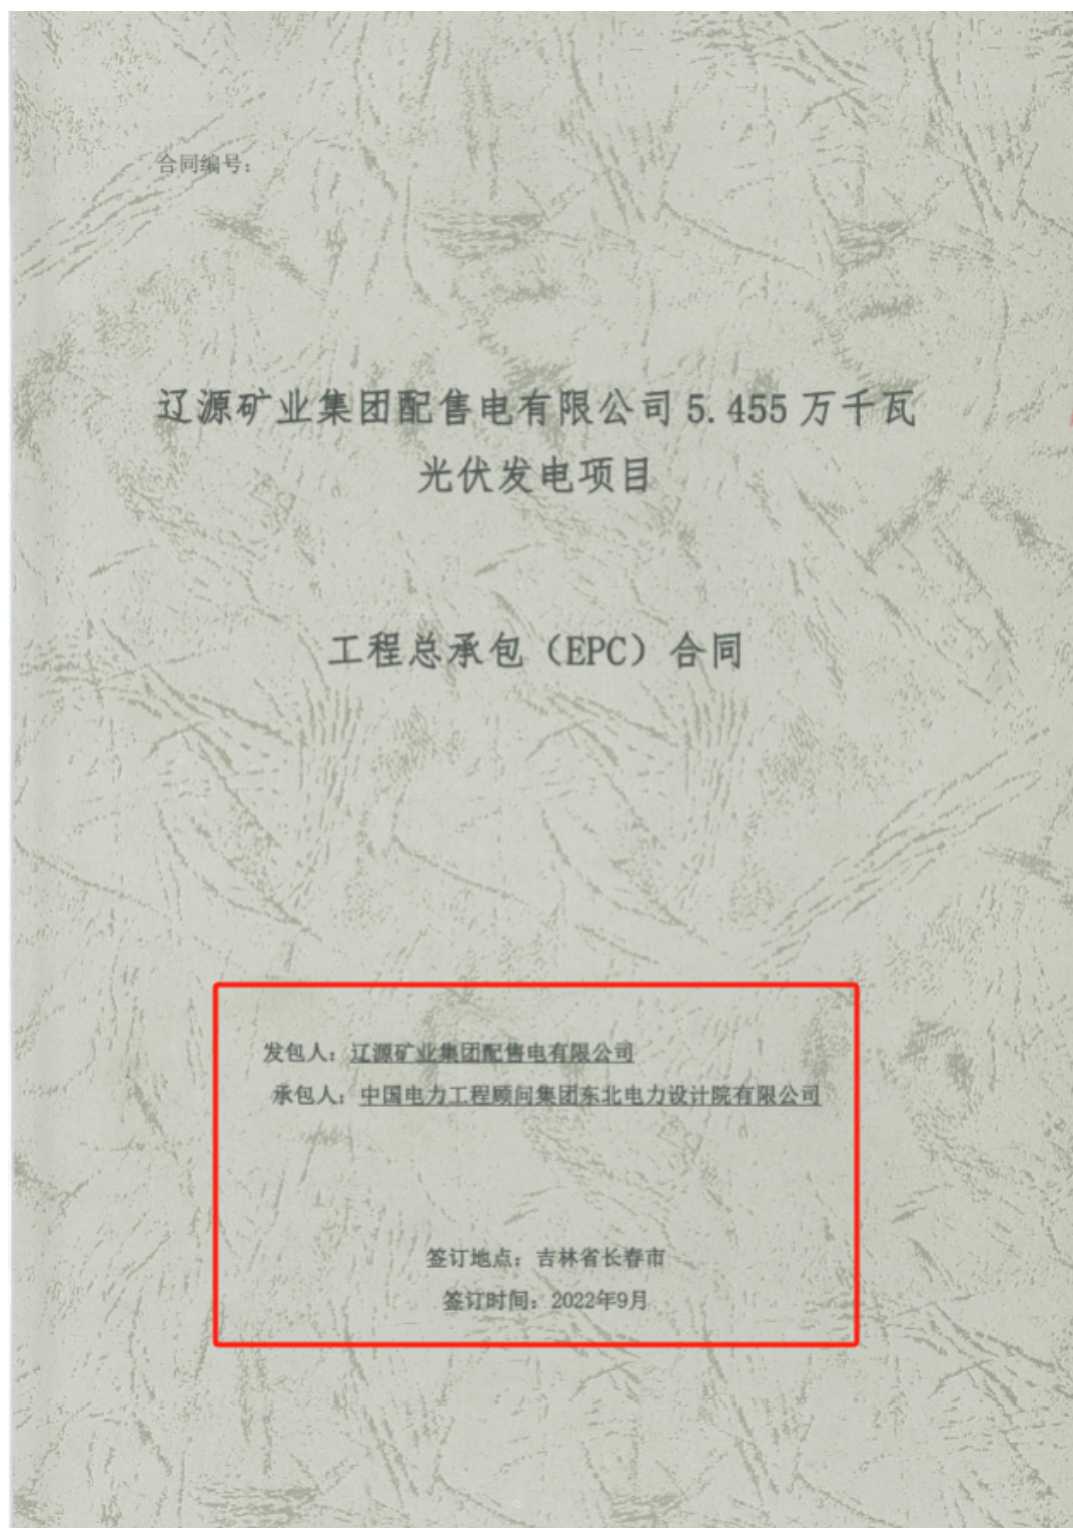 合同编号：
辽源矿业集团配售电有限公司 5.455 万千瓦
光伏发电项目
工程总承包（EPC）合同
发包人：辽源矿业集团配售电有限公司
承包人：中国电力工程顾问集团东北电力设计院有限公司
签订地点：吉林省长春市
签订时间：2022年9月